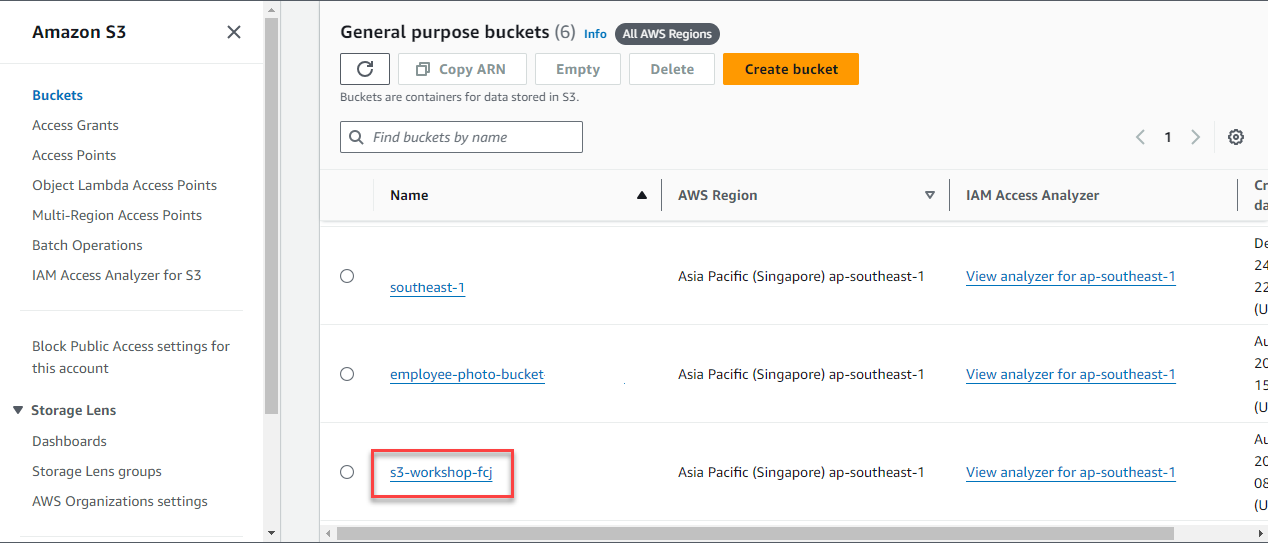 Amazon S3
Buckets
Access Grants
Access Points
Object Lambda Access Points
Multi-Region Access Points
Batch Operations
IAM Access Analyzer for S3
Block Public Access settings for
this account
Storage Lens
Dashboards
Storage Lens groups
AWS Organizations settings
General purpose buckets (6) Info All AWS Regions
Copy ARN Empty Delete Create bucket
Buckets are containers for data stored in S3.
Find buckets by name
1
Name AWS Region IAM Access Analyzer Cr
da
southeast-1 Asia Pacific (Singapore) ap-southeast-1 View analyzer for ap-southeast-1 De
24
22
(U
employee-photo-bucket- Asia Pacific (Singapore) ap-southeast-1 View analyzer for ap-southeast-1 Au
20
15
(U
s3-workshop-fcj Asia Pacific (Singapore) ap-southeast-1 View analyzer for ap-southeast-1 Au
20
08
(U